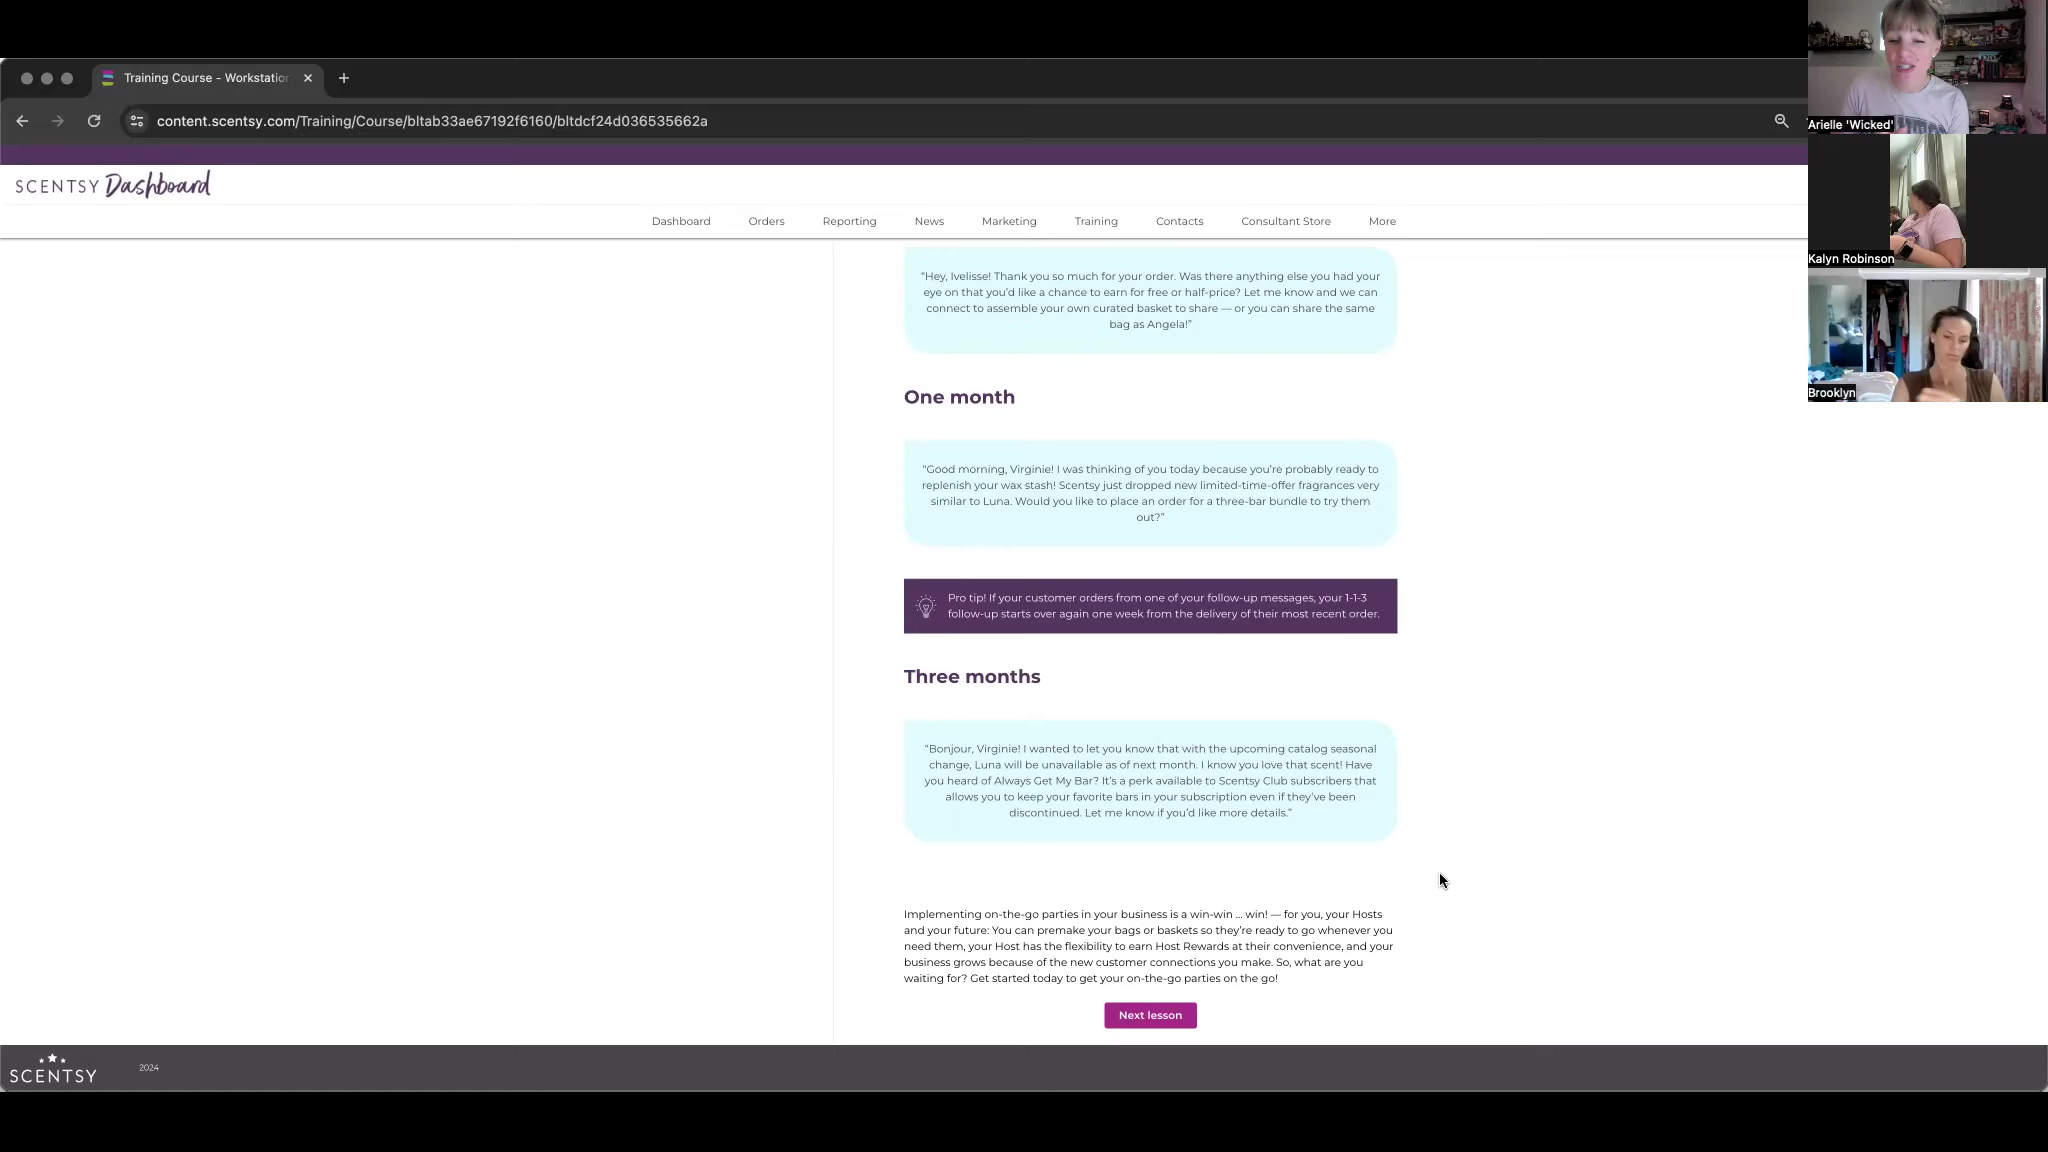 Training Course - Workstation
content.scentsy.com/Training/Course/bltab33ae67192f6160/bltdcf24d036535662a
SCENTSY Dashboard
Dashboard Orders Reporting News Marketing Training Contacts Consultant Store More
“Hey, Ivelisse! Thank you so much for your order. Was there anything else you had your
eye on that you’d like a chance to earn for free or half-price? Let me know and we can
connect to assemble your own curated basket to share — or you can share the same
bag as Angela!”
One month
“Good morning, Virginie! I was thinking of you today because you’re probably ready to
replenish your wax stash! Scentsy just dropped new limited-time-offer fragrances very
similar to Luna. Would you like to place an order for a three-bar bundle to try them
out?”
Pro tip! If your customer orders from one of your follow-up messages, your 1-1-3
follow-up starts over again one week from the delivery of their most recent order.
Three months
“Bonjour, Virginie! I wanted to let you know that with the upcoming catalog seasonal
change, Luna will be unavailable as of next month. I know you love that scent! Have
you heard of Always Get My Bar? It’s a perk available to Scentsy Club subscribers that
allows you to keep your favorite bars in your subscription even if they’ve been
discontinued. Let me know if you’d like more details.”
Implementing on-the-go parties in your business is a win-win ... win! — for you, your Hosts
and your future: You can premake your bags or baskets so they’re ready to go whenever you
need them, your Host has the flexibility to earn Host Rewards at their convenience, and your
business grows because of the new customer connections you make. So, what are you
waiting for? Get started today to get your on-the-go parties on the go!
Next lesson
SCENTSY
2024
Arielle 'Wicked'
Kalyn Robinson
Brooklyn